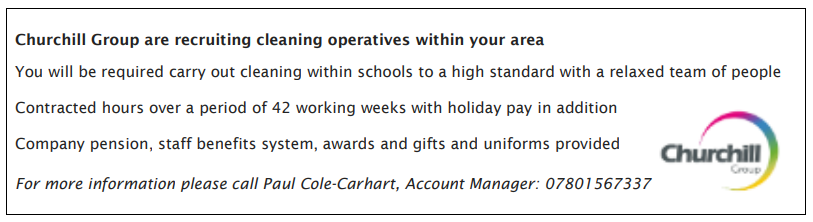 Churchill Group are recruiting cleaning operatives within your area
You will be required carry out cleaning within schools to a high standard with a relaxed team of people
Contracted hours over a period of 42 working weeks with holiday pay in addition
Company pension, staff benefits system, awards and gifts and uniforms provided
For more information please call Paul Cole-Carhart, Account Manager: 07801567337
Churchill
Group